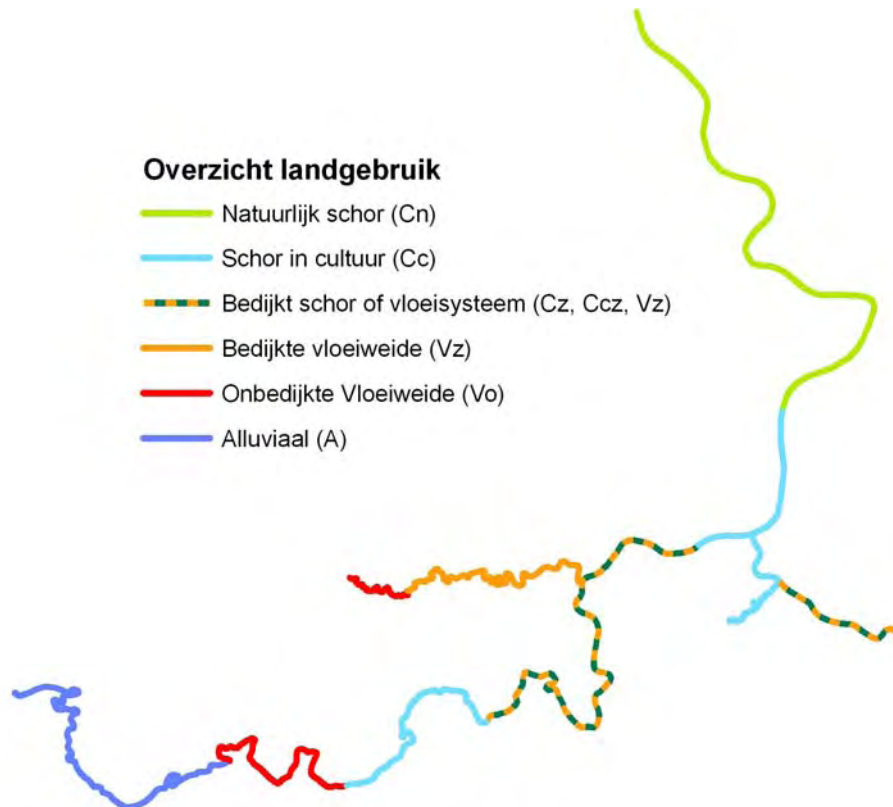 Overzicht landgebruik
Natuurlijk schor (Cn)
Schor in cultuur (Cc)
Bedijkt schor of vloeisysteem (Cz, Ccz, Vz)
Bedijkte vloeiweide (Vz)
Onbedijkte Vloeiweide (Vo)
Alluviaal (A)